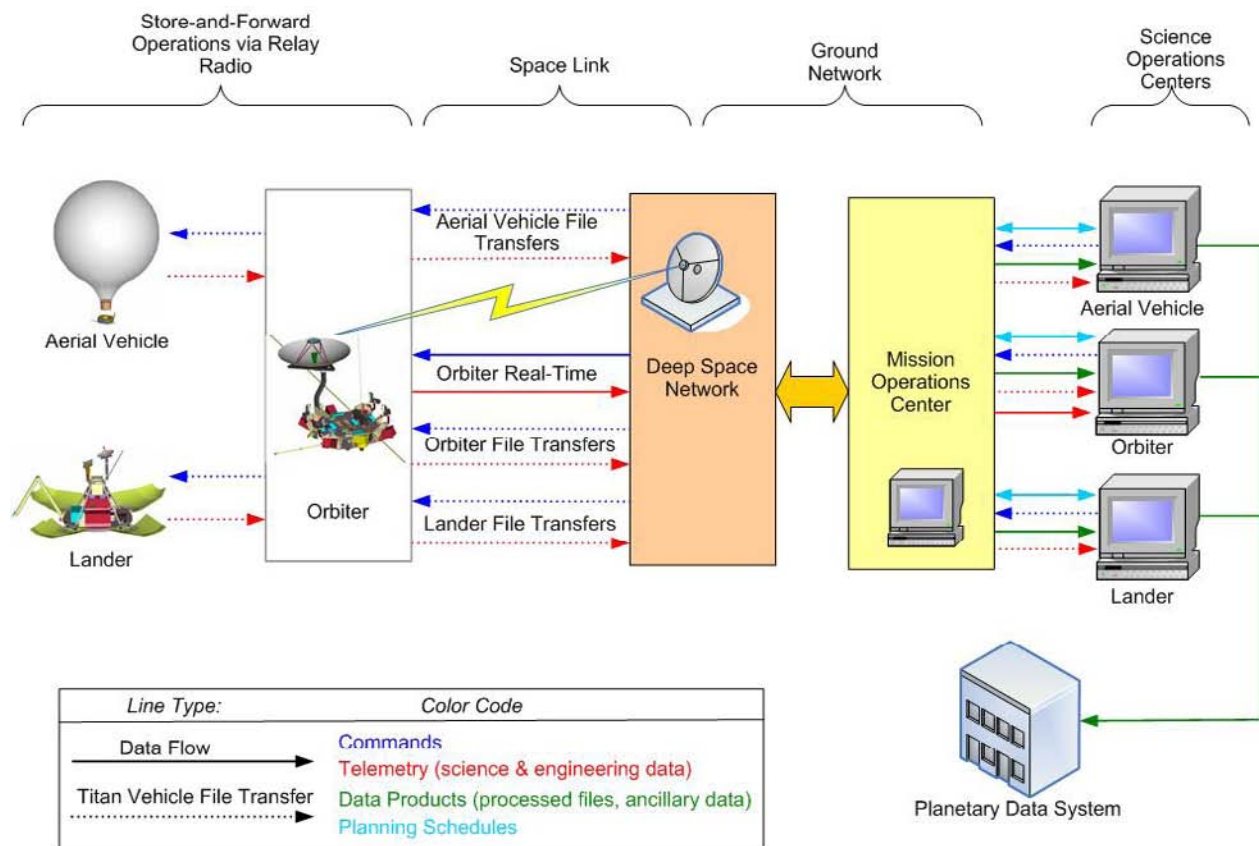 Store-and-Forward
Operations via Relay
Radio
Space Link
Ground
Network
Science
Operations
Centers
Aerial Vehicle File
Transfers
Aerial Vehicle
Aerial Vehicle
Orbiter Real-Time
Deep Space
Network
Mission
Operations
Center
Orbiter File Transfers
Orbiter
Orbiter
Lander File Transfers
Lander
Lander
Line Type:
Color Code
Data Flow
Commands
Telemetry (science & engineering data)
Titan Vehicle File Transfer
Data Products (processed files, ancillary data)
Planning Schedules
Planetary Data System